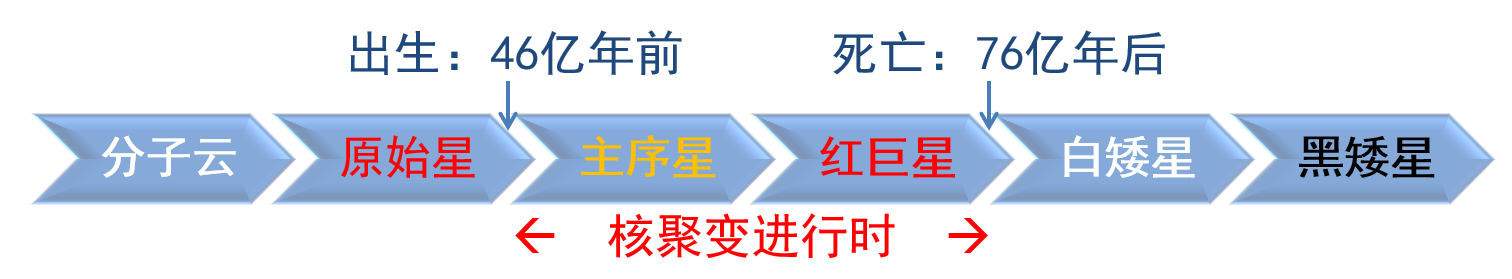 出生：46亿年前 死亡：76亿年后
分子云 原始星 主序星 红巨星 白矮星 黑矮星
← 核聚变进行时 →